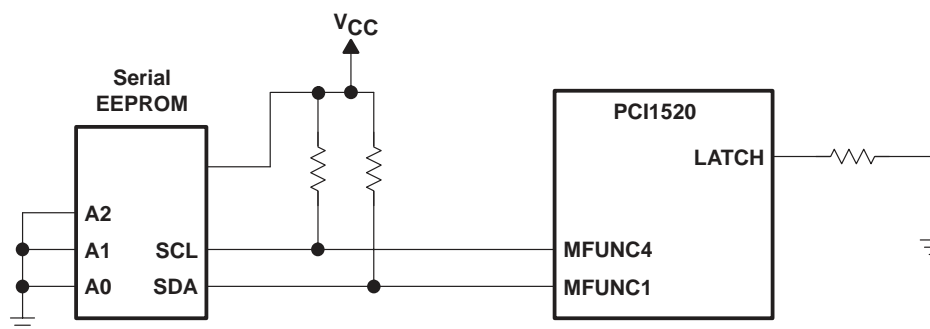 VCC
Serial
EEPROM
PCI1520
LATCH
A2
A1
SCL
MFUNC4
A0
SDA
MFUNC1